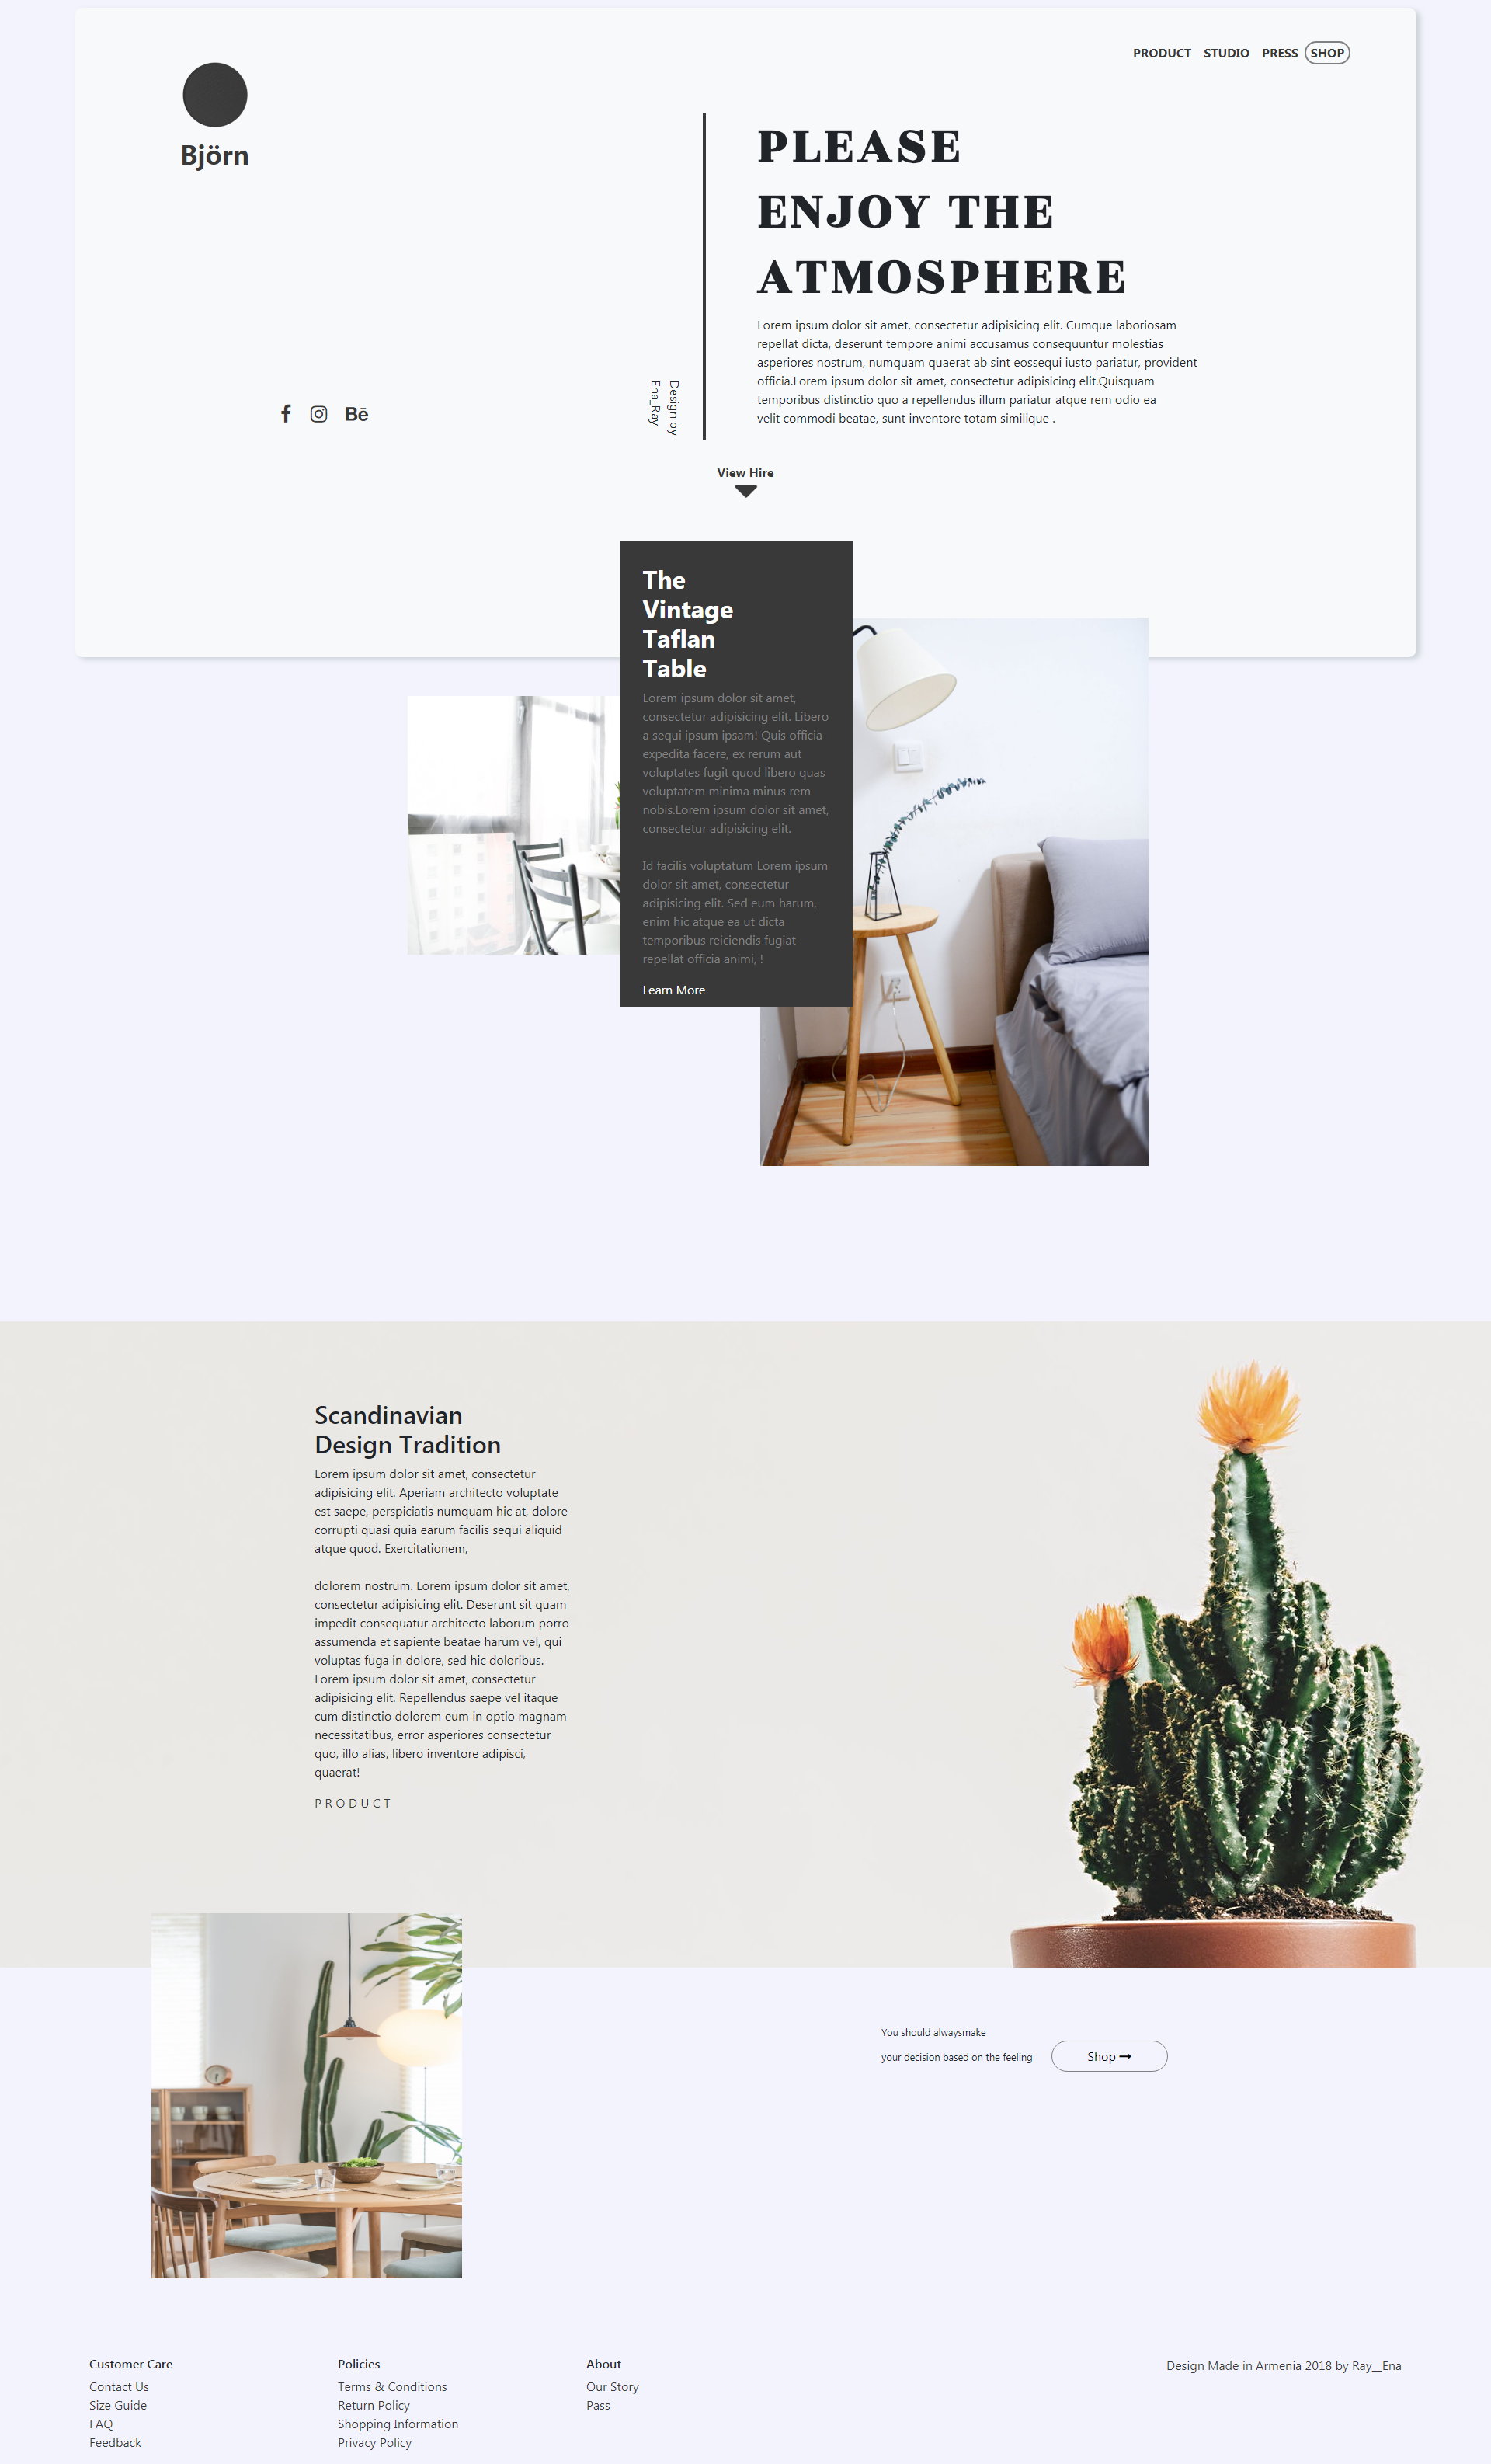 PRODUCT STUDIO PRESS SHOP
Björn
PLEASE
ENJOY THE
ATMOSPHERE
Lorem ipsum dolor sit amet, consectetur adipisicing elit. Cumque laboriosam
repellat dicta, deserunt tempore animi accusamus consequuntur molestias
asperiores nostrum, numquam quaerat ab sint eossequi iusto pariatur, provident
officia.Lorem ipsum dolor sit amet, consectetur adipisicing elit.Quisquam
temporibus distinctio quo a repellendus illum pariatur atque rem odio ea
velit commodi beatae, sunt inventore totam similique .
Design by
Ena_Ray
Bē
View Hire
The
Vintage
Taflan
Table
Lorem ipsum dolor sit amet,
consectetur adipisicing elit. Libero
a sequi ipsum ipsam! Quis officia
expedita facere, ex rerum aut
voluptates fugit quod libero quas
voluptatem minima minus rem
nobis.Lorem ipsum dolor sit amet,
consectetur adipisicing elit.
Id facilis voluptatum Lorem ipsum
dolor sit amet, consectetur
adipisicing elit. Sed eum harum,
enim hic atque ea ut dicta
temporibus reiciendis fugiat
repellat officia animi, !
Learn More
Scandinavian
Design Tradition
Lorem ipsum dolor sit amet, consectetur
adipisicing elit. Aperiam architecto voluptate
est saepe, perspiciatis numquam hic at, dolore
corrupti quasi quia earum facilis sequi aliquid
atque quod. Exercitationem,
dolorem nostrum. Lorem ipsum dolor sit amet,
consectetur adipisicing elit. Deserunt sit quam
impedit consequatur architecto laborum porro
assumenda et sapiente beatae harum vel, qui
voluptas fuga in dolore, sed hic doloribus.
Lorem ipsum dolor sit amet, consectetur
adipisicing elit. Repellendus saepe vel itaque
cum distinctio dolorem eum in optio magnam
necessitatibus, error asperiores consectetur
quo, illo alias, libero inventore adipisci,
quaerat!
PRODUCT
You should alwaysmake
your decision based on the feeling
Shop
Customer Care
Contact Us
Size Guide
FAQ
Feedback
Policies
Terms & Conditions
Return Policy
Shopping Information
Privacy Policy
About
Our Story
Pass
Design Made in Armenia 2018 by Ray__Ena